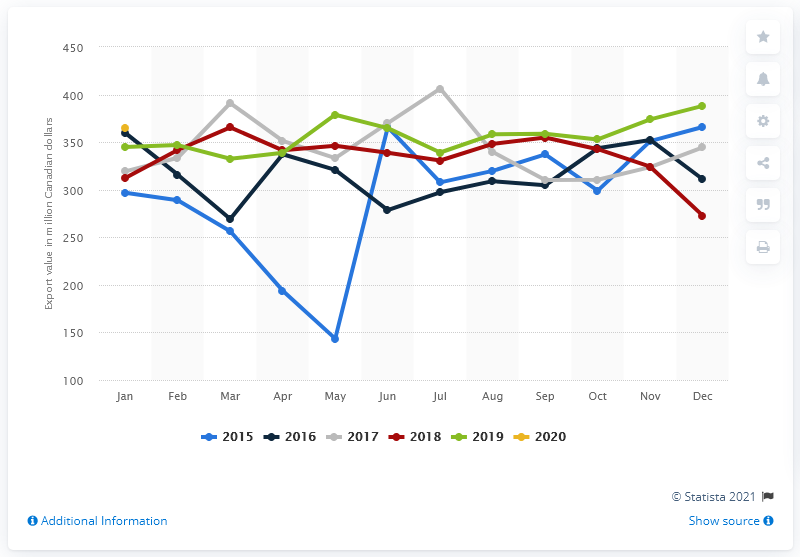 450
400
350
300
250
200
150
100
Export value in million Canadian dollars
Jan Feb Mar Apr May Jun Jul Aug Sep Oct Nov Dec
2015 2016 2017 2018 2019 2020
© Statista 2021
Additional Information
Show source